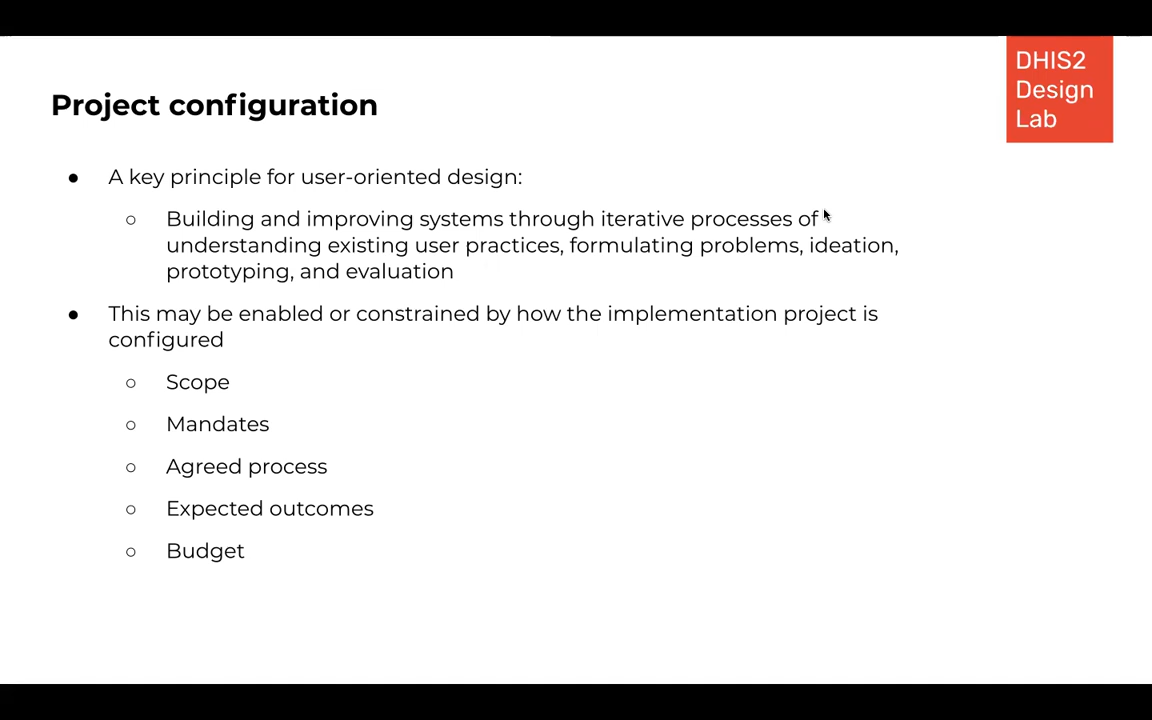 DHIS2
Design
Lab
Project configuration
● A key principle for user-oriented design:
○ Building and improving systems through iterative processes of
understanding existing user practices, formulating problems, ideation,
prototyping, and evaluation
● This may be enabled or constrained by how the implementation project is
configured
○ Scope
○ Mandates
○ Agreed process
○ Expected outcomes
○ Budget